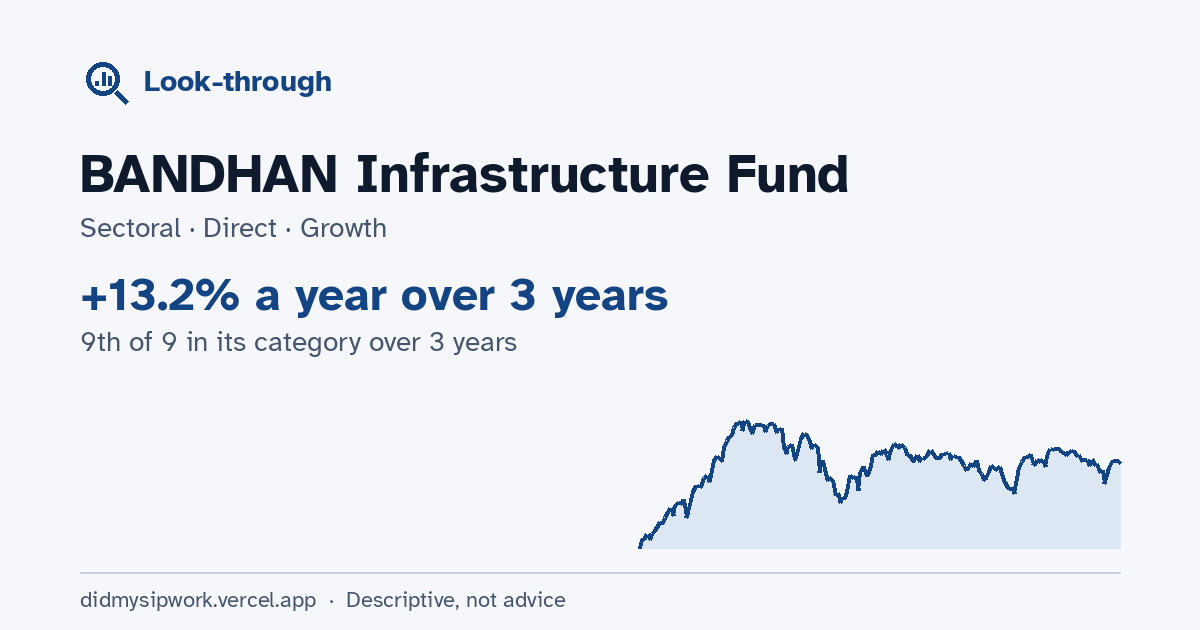 Look-through
BANDHAN Infrastructure Fund
Sectoral · Direct · Growth
+13.2% a year over 3 years
9th of 9 in its category over 3 years
didmysipwork.vercel.app · Descriptive, not advice